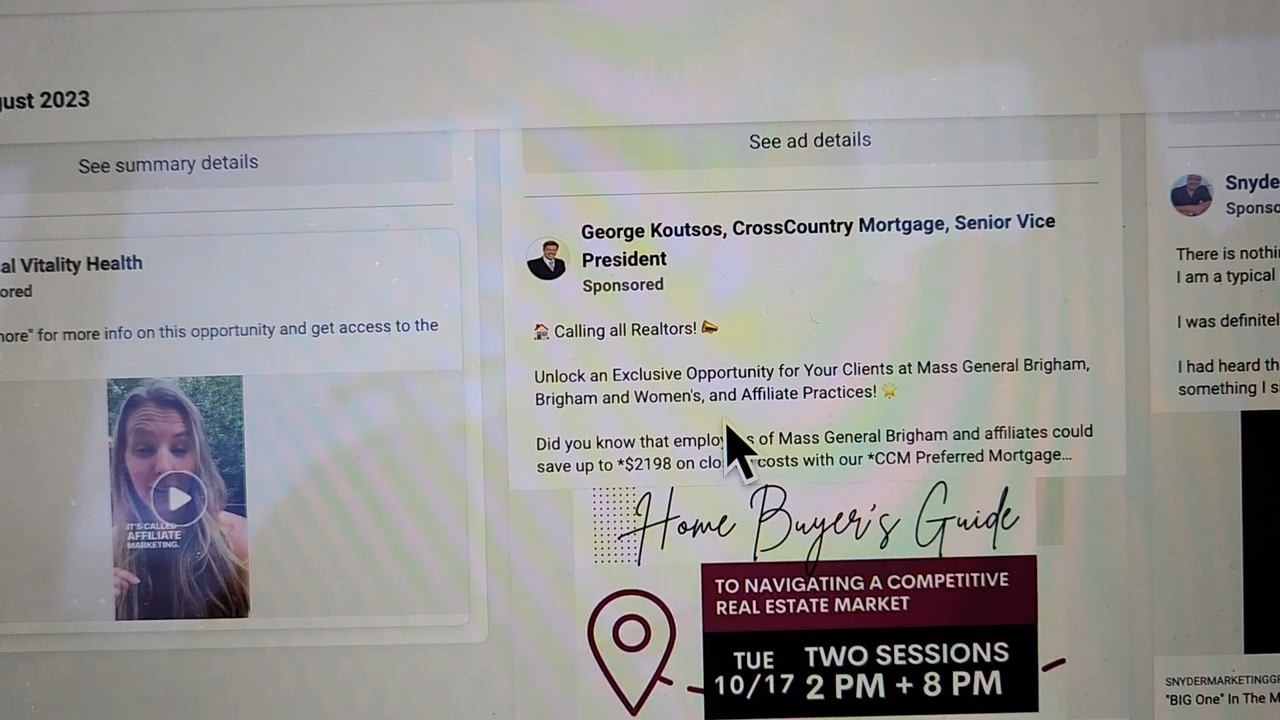 gust 2023
See summary details
al Vitality Health
ored
more" for more info on this opportunity and get access to the
IT'S CALLED
AFFILIATE
MARKETING.
See ad details
George Koutsos, CrossCountry Mortgage, Senior Vice
President
Sponsored
🏠 Calling all Realtors! 📣
Unlock an Exclusive Opportunity for Your Clients at Mass General Brigham,
Brigham and Women's, and Affiliate Practices! 🌟
Did you know that emplo s of Mass General Brigham and affiliates could
save up to *$2198 on clo costs with our *CCM Preferred Mortgage...
Home Buyer's Guide
TO NAVIGATING A COMPETITIVE
REAL ESTATE MARKET
TUE
10/17
TWO SESSIONS
2 PM + 8 PM
Snyde
Sponso
There is nothi
I am a typical
I was definitel
I had heard th
something I s
SNYDERMARKETINGG
"BIG One" In The M